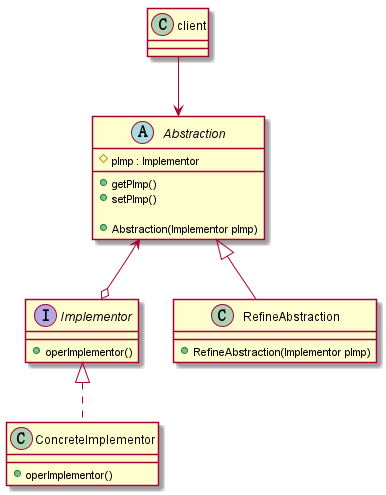 C client
A Abstraction
pImp : Implementor
getPImp()
setPImp()
Abstraction(Implementor pImp)
I Implementor
operImplementor()
C RefineAbstraction
RefineAbstraction(Implementor pImp)
C ConcreteImplementor
operImplementor()